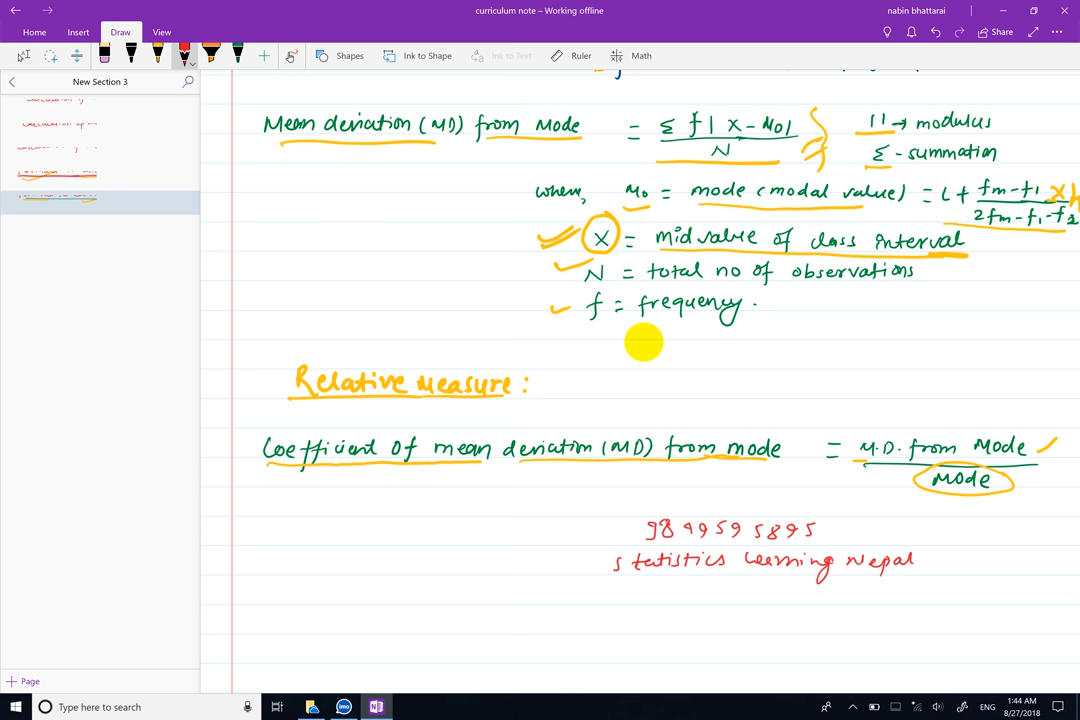 curriculum note – Working offline
nabin bhattarai
Home Insert Draw View
Share
Shapes Ink to Shape Ink to Text Ruler Math
New Section 3
Mean deviation (MD) from Mode = Σ f | X – Mo| / N
|| → modulus
Σ - summation
where, Mo = mode (modal value) = L + fm - f1 / 2fm - f1 - f2 X h
X = mid value of class interval
N = total no of observations
f = frequency.
Relative Measure :
Coefficient Of mean deviation (MD) from mode = M.D. from Mode / Mode
statistics learning Nepal
+ Page
Type here to search
ENG
1:44 AM
8/27/2018